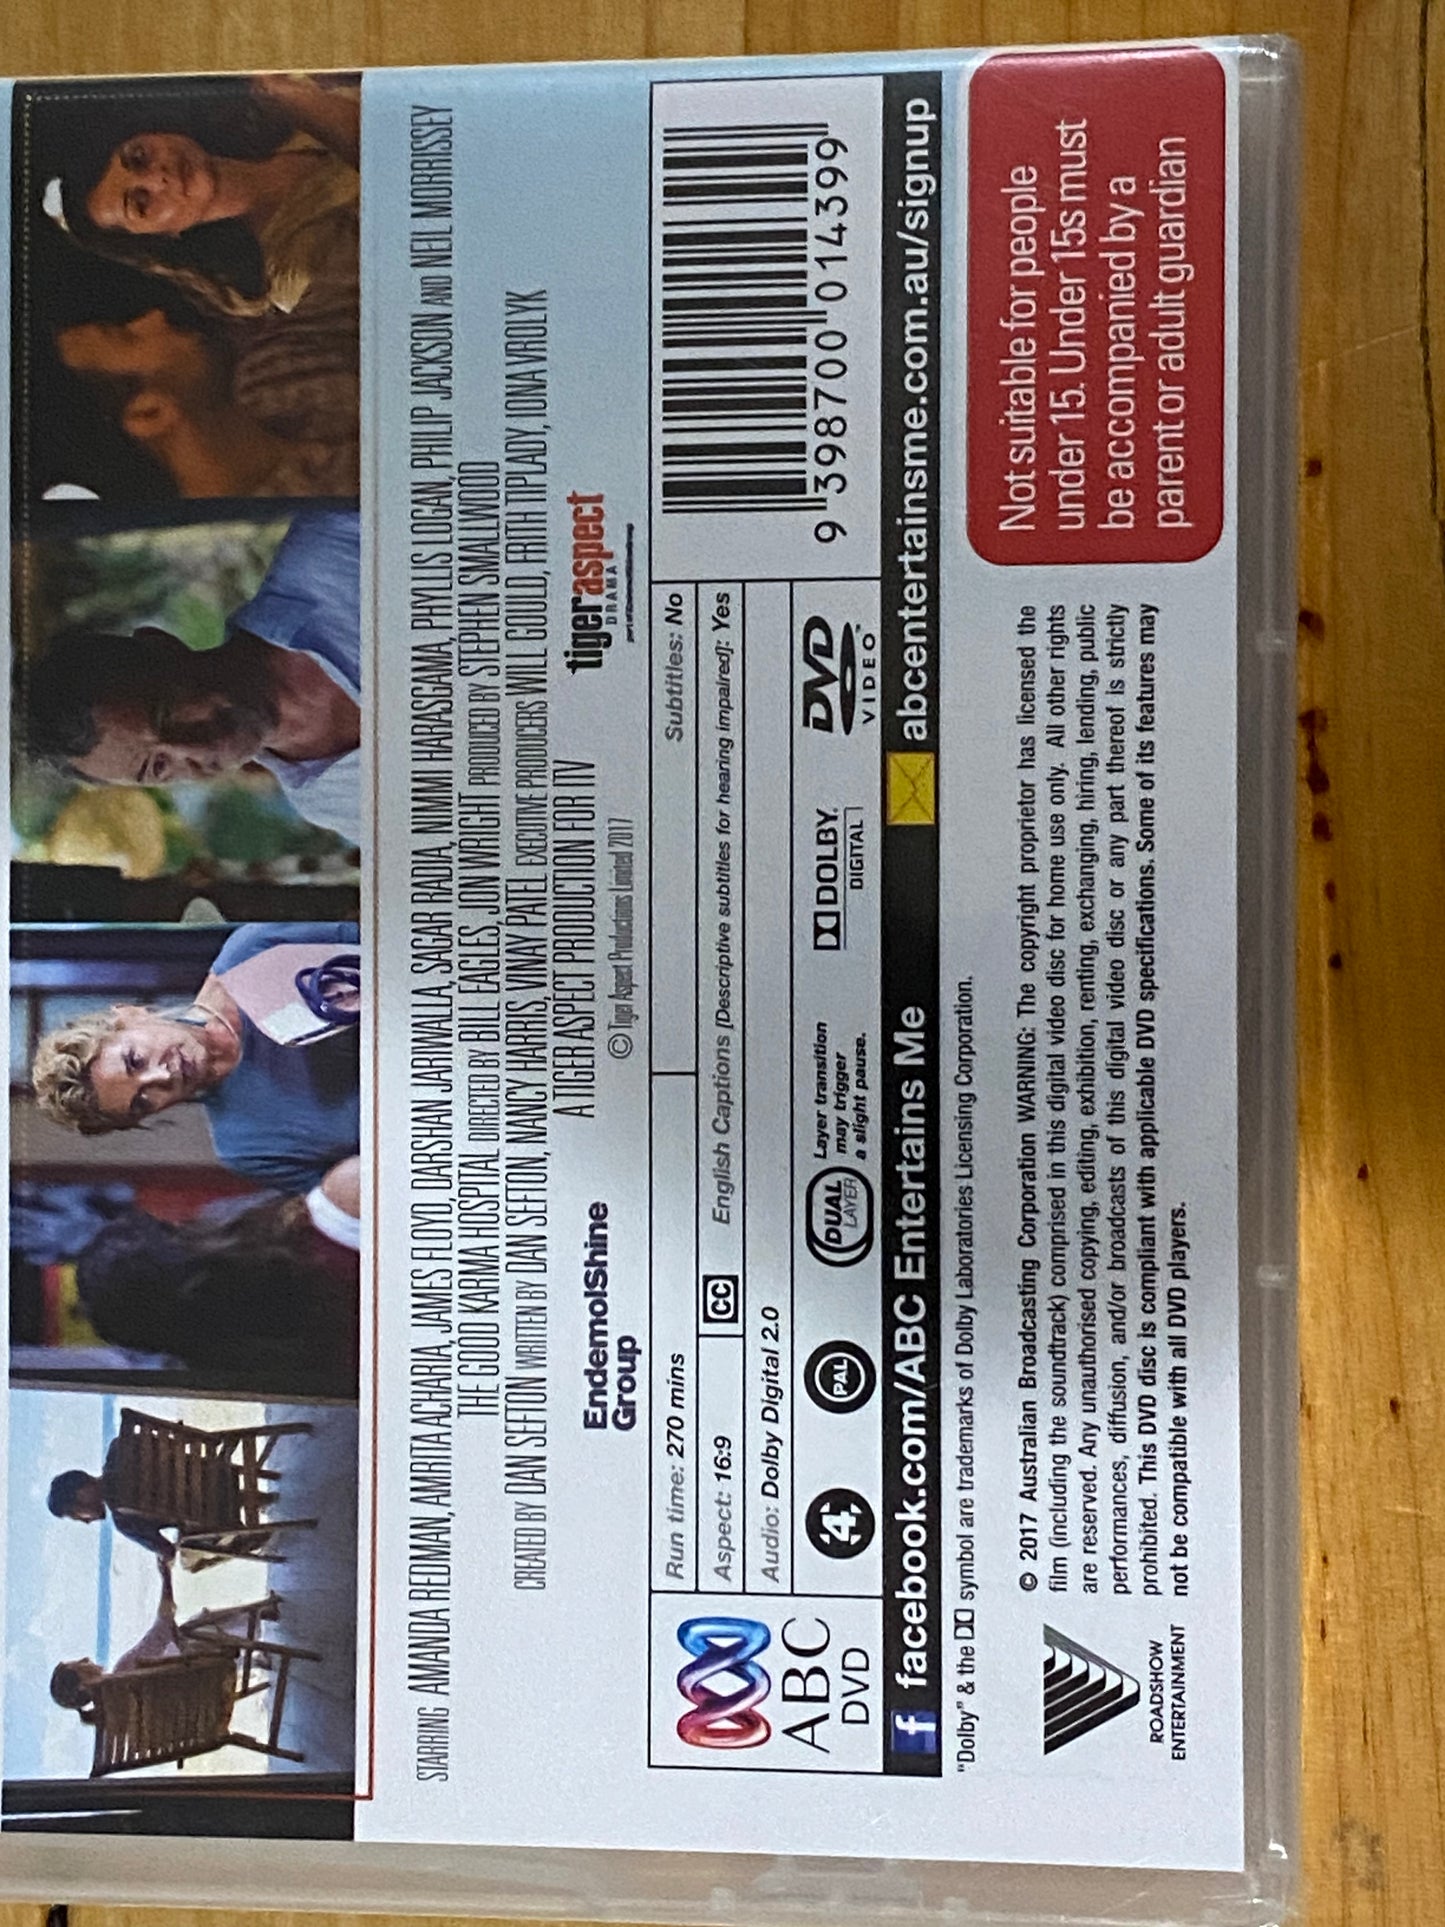 STARRING AMANDA REDMAN, AMRITA ACHARIA, JAMES FLOYD, DARSHAN JARIWALLA, SAGAR RADIA, NIMMI HARASGAMA, PHYLLIS LOGAN, PHILIP JACKSON AND NEIL MORRISSEY
THE GOOD KARMA HOSPITAL DIRECTED BY BILL EAGLES, JON WRIGHT PRODUCED BY STEPHEN SMALLWOOD
CREATED BY DAN SEFTON WRITTEN BY DAN SEFTON, NANCY HARRIS, VINAY PATEL EXECUTIVE PRODUCERS WILL GOULD, FRITH TIPLADY, IONA VROLYK
A TIGER ASPECT PRODUCTION FOR ITV
EndemolShine
Group
© Tiger Aspect Productions Limited 2017
tigeraspect
DRAMA
Run time: 270 mins
Subtitles: No
Aspect: 16:9
CC English Captions [Descriptive subtitles for hearing impaired]: Yes
Audio: Dolby Digital 2.0
4
PAL
DUAL
LAYER
Layer transition
may trigger
a slight pause.
DOLBY.
DIGITAL
DVD
VIDEO™
ABC
DVD
9 398700 014399
f facebook.com/ABC Entertains Me
abcentertainsme.com.au/signup
"Dolby" & the DD symbol are trademarks of Dolby Laboratories Licensing Corporation.
ROADSHOW
ENTERTAINMENT
© 2017 Australian Broadcasting Corporation WARNING: The copyright proprietor has licensed the
film (including the soundtrack) comprised in this digital video disc for home use only. All other rights
are reserved. Any unauthorised copying, editing, exhibition, renting, exchanging, hiring, lending, public
performances, diffusion, and/or broadcasts of this digital video disc or any part thereof is strictly
prohibited. This DVD disc is compliant with applicable DVD specifications. Some of its features may
not be compatible with all DVD players.
Not suitable for people
under 15. Under 15s must
be accompanied by a
parent or adult guardian